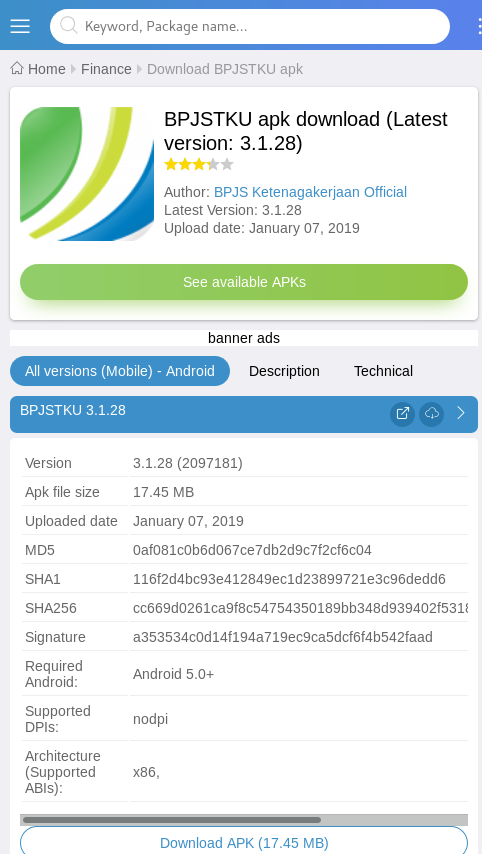 Keyword, Package name...
Home Finance Download BPJSTKU apk
BPJSTKU apk download (Latest
version: 3.1.28)
Author: BPJS Ketenagakerjaan Official
Latest Version: 3.1.28
Upload date: January 07, 2019
See available APKs
banner ads
All versions (Mobile) - Android Description Technical
BPJSTKU 3.1.28
Version 3.1.28 (2097181)
Apk file size 17.45 MB
Uploaded date January 07, 2019
MD5 0af081c0b6d067ce7db2d9c7f2cf6c04
SHA1 116f2d4bc93e412849ec1d23899721e3c96dedd6
SHA256 cc669d0261ca9f8c54754350189bb348d939402f5318
Signature a353534c0d14f194a719ec9ca5dcf6f4b542faad
Required
Android:
Android 5.0+
Supported
DPIs:
nodpi
Architecture
(Supported
ABIs):
x86,
Download APK (17.45 MB)